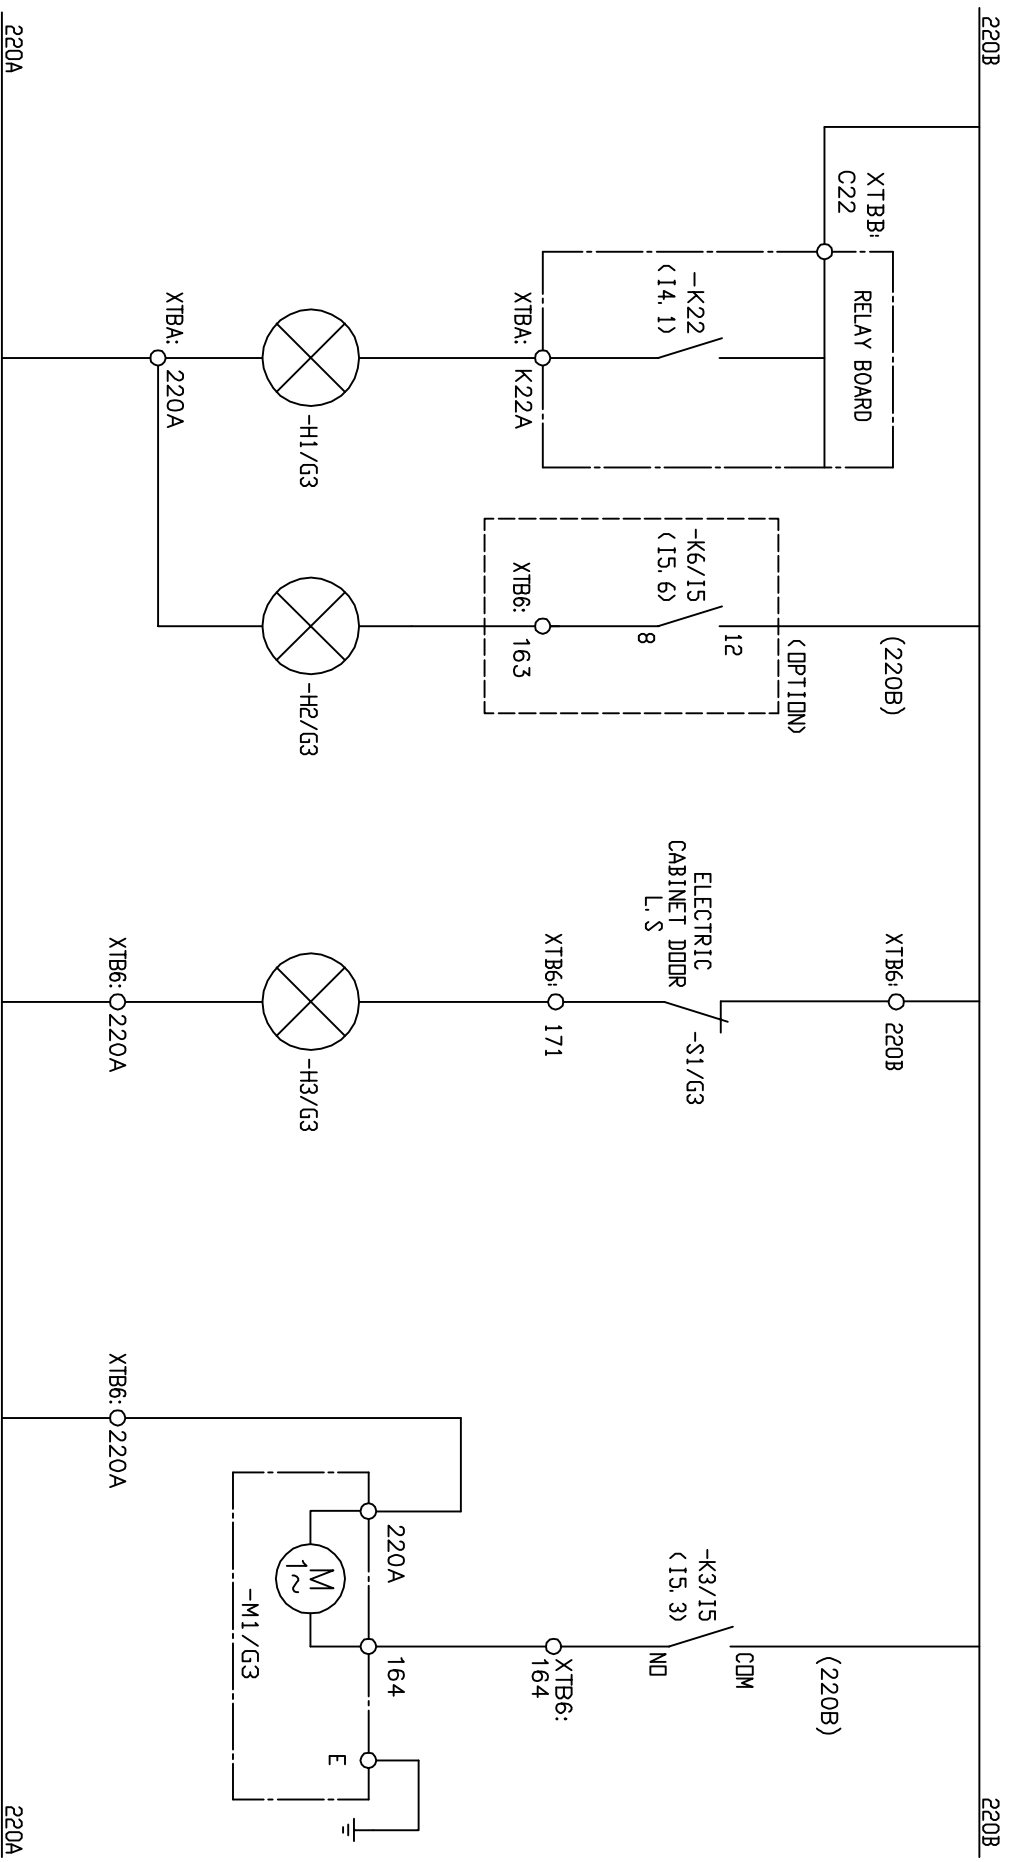 220B
220B
XTBB:
C22
RELAY BOARD
-K22
(I4.1)
XTBA:
K22A
-H1/G3
XTBA:
220A
(220B)
(OPTION)
-K6/I5
(I5.6)
12
8
XTB6:
163
-H2/G3
XTB6:
220B
ELECTRIC
CABINET DOOR
L.S
-S1/G3
XTB6:
171
-H3/G3
XTB6:
220A
(220B)
COM
-K3/I5
(I5.3)
NO
XTB6:
164
220A
164
E
M
1~
-M1/G3
XTB6:
220A
220A
220A